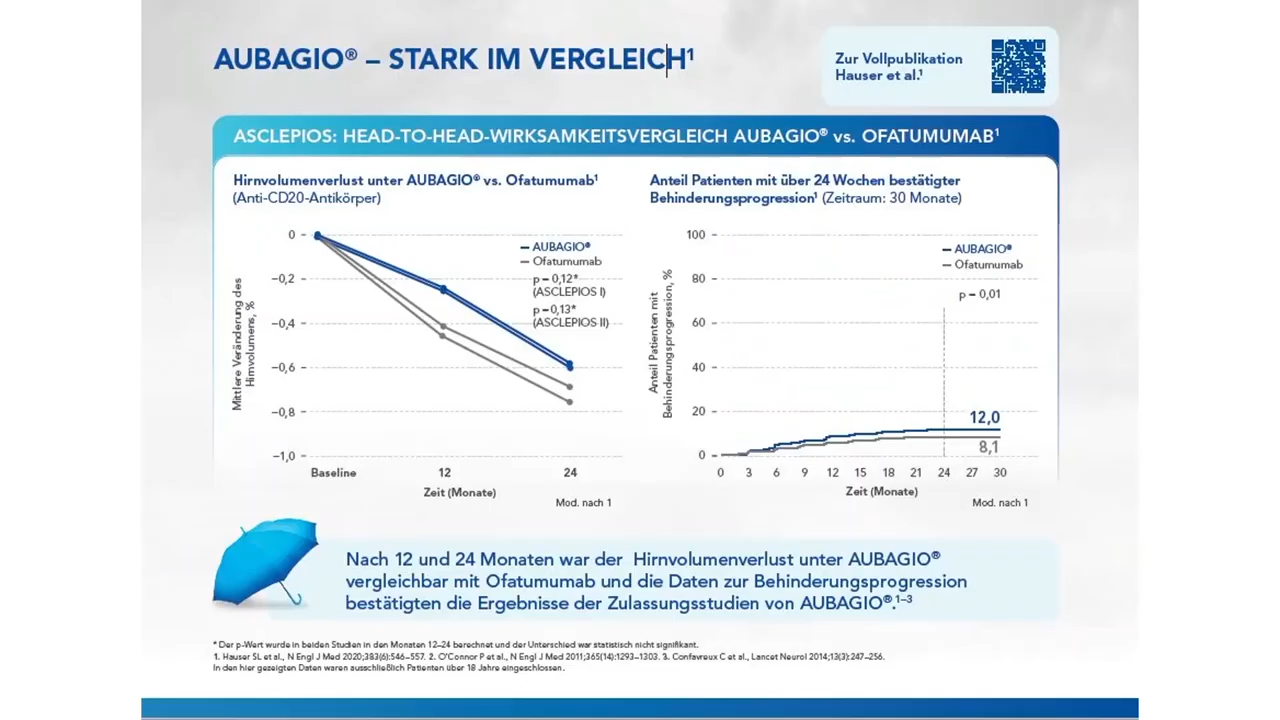 AUBAGIO® – STARK IM VERGLEICH¹
Zur Vollpublikation
Hauser et al.¹
ASCLEPIOS: HEAD-TO-HEAD-WIRKSAMKEITSVERGLEICH AUBAGIO® vs. OFATUMUMAB¹
Hirnvolumenverlust unter AUBAGIO® vs. Ofatumumab¹
(Anti-CD20-Antikörper)
Mittlere Veränderung des
Hirnvolumens, %
0
−0,2
−0,4
−0,6
−0,8
−1,0
AUBAGIO®
Ofatumumab
p = 0,12*
(ASCLEPIOS I)
p = 0,13*
(ASCLEPIOS II)
Baseline 12 24
Zeit (Monate)
Mod. nach 1
Anteil Patienten mit über 24 Wochen bestätigter
Behinderungsprogression¹ (Zeitraum: 30 Monate)
Anteil Patienten mit
Behinderungsprogression, %
100
80
60
40
20
0
AUBAGIO®
Ofatumumab
p = 0,01
12,0
8,1
0 3 6 9 12 15 18 21 24 27 30
Zeit (Monate)
Mod. nach 1
Nach 12 und 24 Monaten war der Hirnvolumenverlust unter AUBAGIO®
vergleichbar mit Ofatumumab und die Daten zur Behinderungsprogression
bestätigten die Ergebnisse der Zulassungsstudien von AUBAGIO®.¹⁻³
* Der p-Wert wurde in beiden Studien in den Monaten 12–24 berechnet und der Unterschied war statistisch nicht signifikant.
1. Hauser SL et al., N Engl J Med 2020;383(6):546–557. 2. O'Connor P et al., N Engl J Med 2011;365(14):1293–1303. 3. Confavreux C et al., Lancet Neurol 2014;13(3):247–256.
In den hier gezeigten Daten waren ausschließlich Patienten über 18 Jahre eingeschlossen.